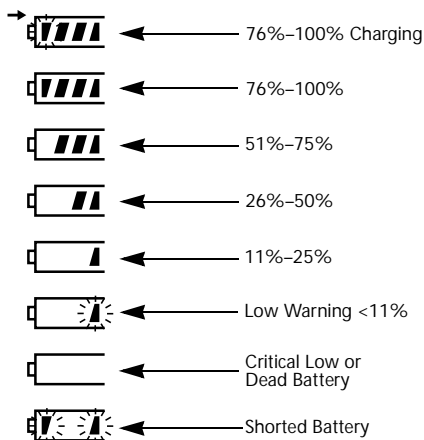 76%–100% Charging
76%–100%
51%–75%
26%–50%
11%–25%
Low Warning <11%
Critical Low or
Dead Battery
Shorted Battery